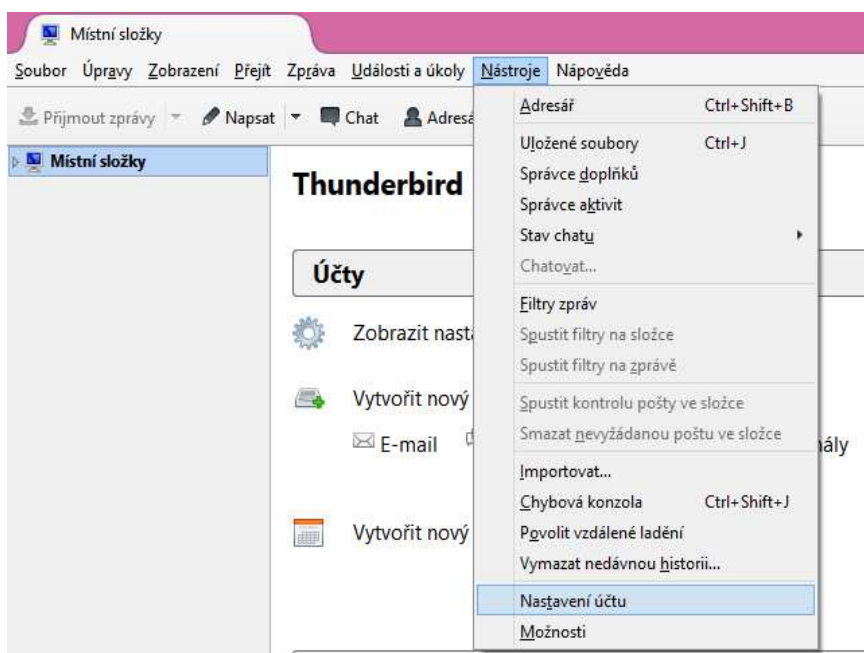 Místní složky
Soubor Úpravy Zobrazení Přejít Zpráva Události a úkoly Nástroje Nápověda
Přijmout zprávy Napsat Chat
Místní složky
Thunderbird
Účty
Zobrazit
Vytvořit nový
E-mail
Vytvořit nový
Adresář Ctrl+Shift+B
Uložené soubory Ctrl+J
Správce doplňků
Správce aktivit
Stav chatu
Chatovat...
Filtry zpráv
Spustit filtry na složce
Spustit filtry na zprávě
Spustit kontrolu pošty ve složce
Smazat nevyžádanou poštu ve složce
Importovat...
Chybová konzola Ctrl+Shift+J
Povolit vzdálené ladění
Vymazat nedávnou historii...
Nastavení účtu
Možnosti